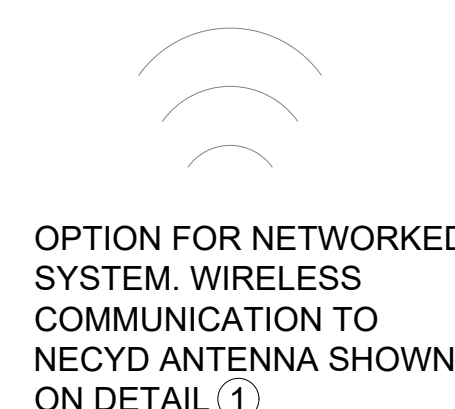 OPTION FOR NETWORKED
SYSTEM. WIRELESS
COMMUNICATION TO
NECYD ANTENNA SHOWN
ON DETAIL 1